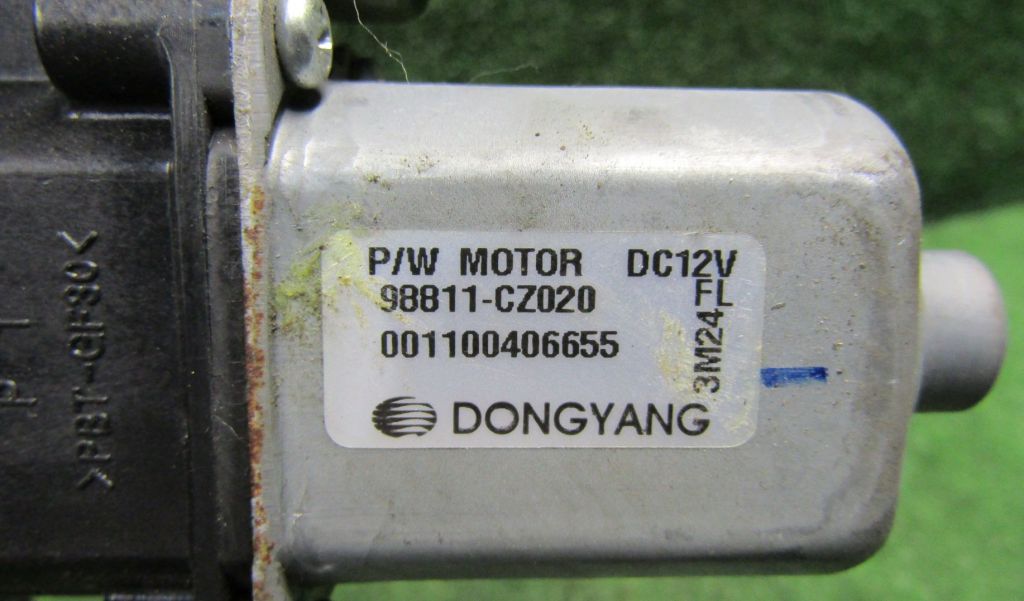 P/W MOTOR DC12V
98811-CZ020
FL
001100406655
3M24
DONGYANG
>PBT-GF30<